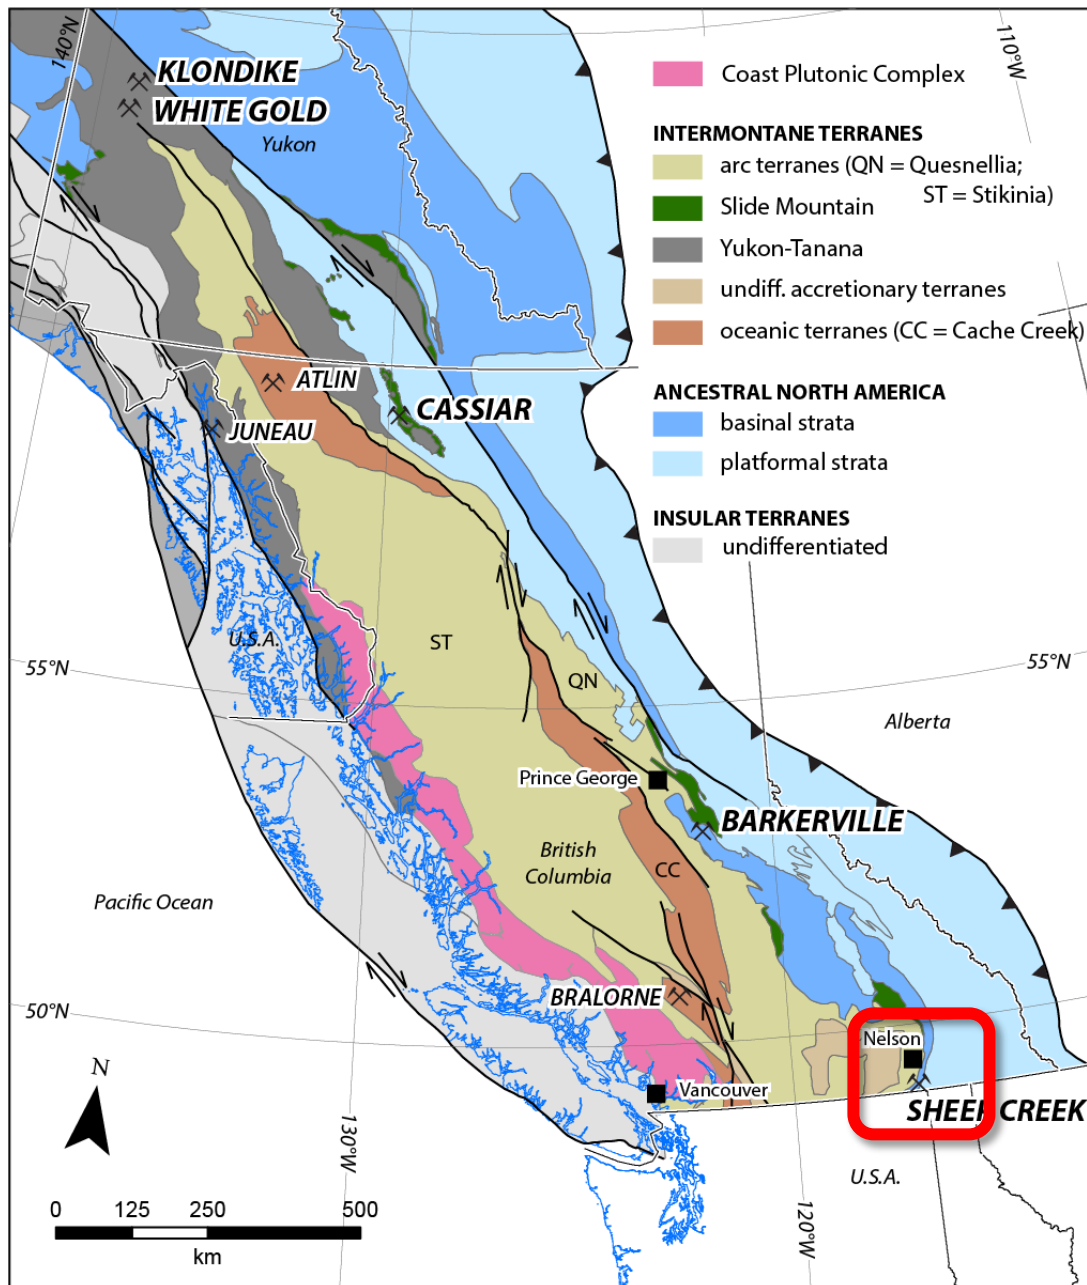 140°W
110°W
KLONDIKE
WHITE GOLD
Yukon
Coast Plutonic Complex
INTERMONTANE TERRANES
arc terranes (QN = Quesnellia;
ST = Stikinia)
Slide Mountain
Yukon-Tanana
undiff. accretionary terranes
oceanic terranes (CC = Cache Creek)
ANCESTRAL NORTH AMERICA
basinal strata
platformal strata
INSULAR TERRANES
undifferentiated
ATLIN
CASSIAR
JUNEAU
U.S.A.
ST
QN
55°N
55°N
Alberta
Prince George
BARKERVILLE
British
Columbia
CC
Pacific Ocean
BRALORNE
50°N
Nelson
N
Vancouver
SHEEP CREEK
130°W
120°W
U.S.A.
0 125 250 500
km